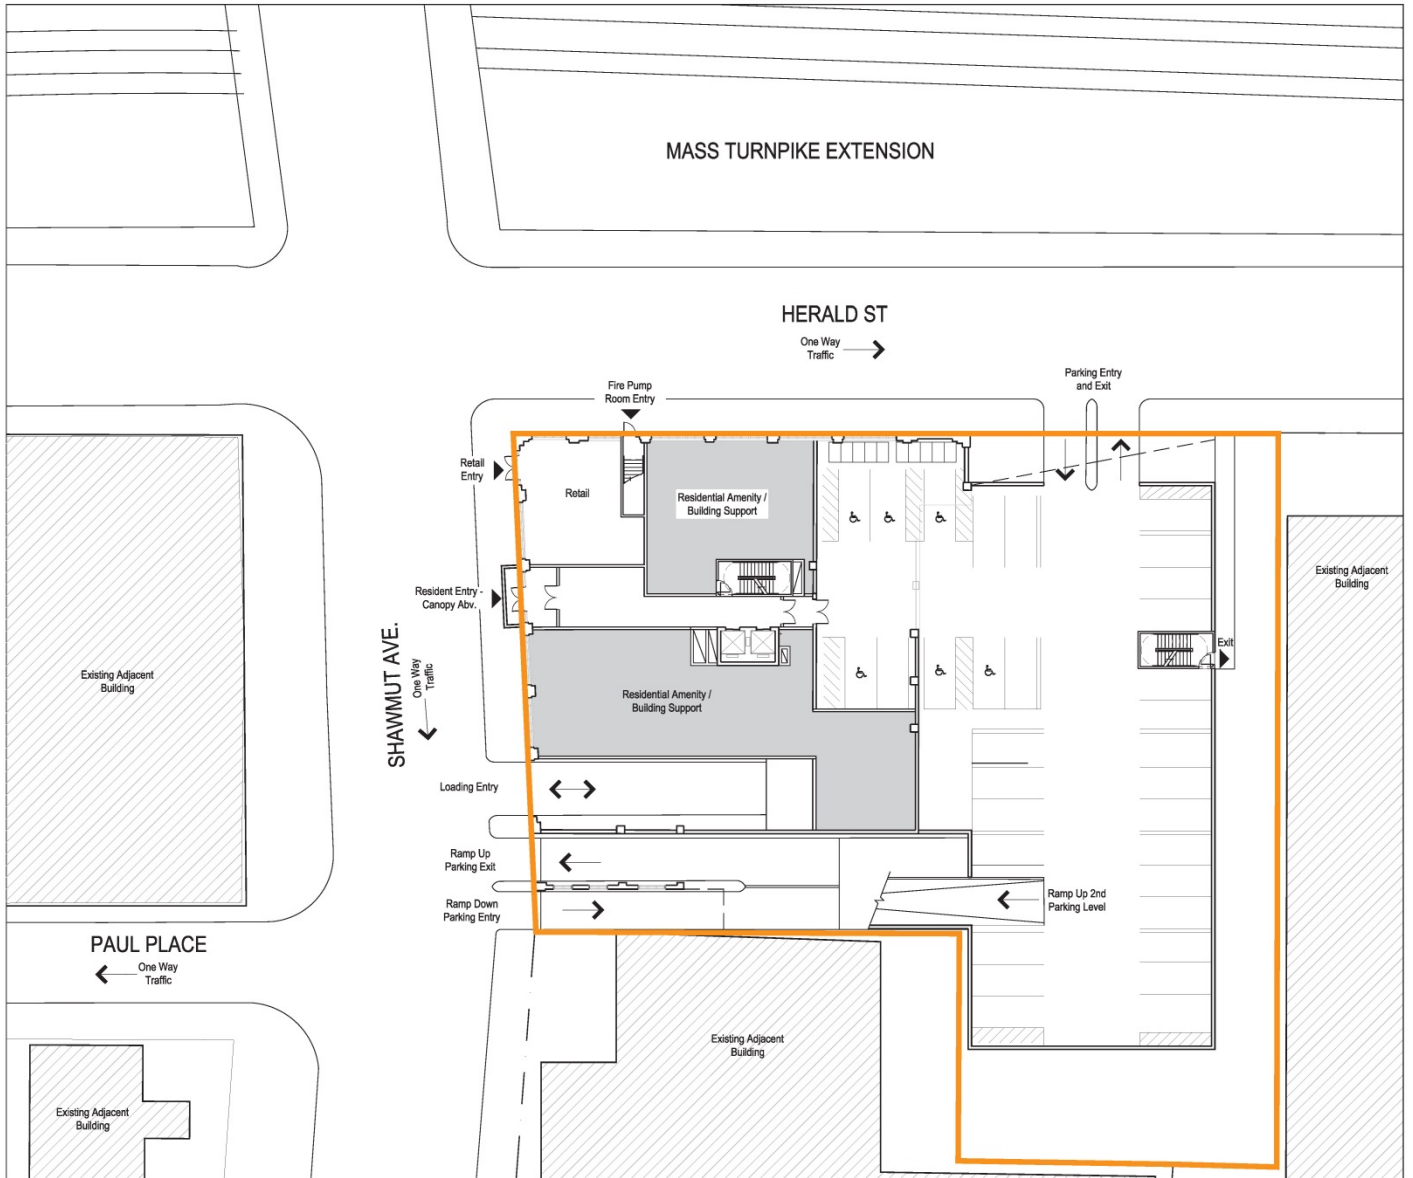 MASS TURNPIKE EXTENSION
HERALD ST
One Way
Traffic
Parking Entry
and Exit
Fire Pump
Room Entry
Retail
Entry
Retail
Residential Amenity /
Building Support
Existing Adjacent
Building
Resident Entry -
Canopy Abv.
SHAWMUT AVE.
One Way
Traffic
Exit
Existing Adjacent
Building
Residential Amenity /
Building Support
Loading Entry
Ramp Up
Parking Exit
Ramp Down
Parking Entry
Ramp Up 2nd
Parking Level
PAUL PLACE
One Way
Traffic
Existing Adjacent
Building
Existing Adjacent
Building